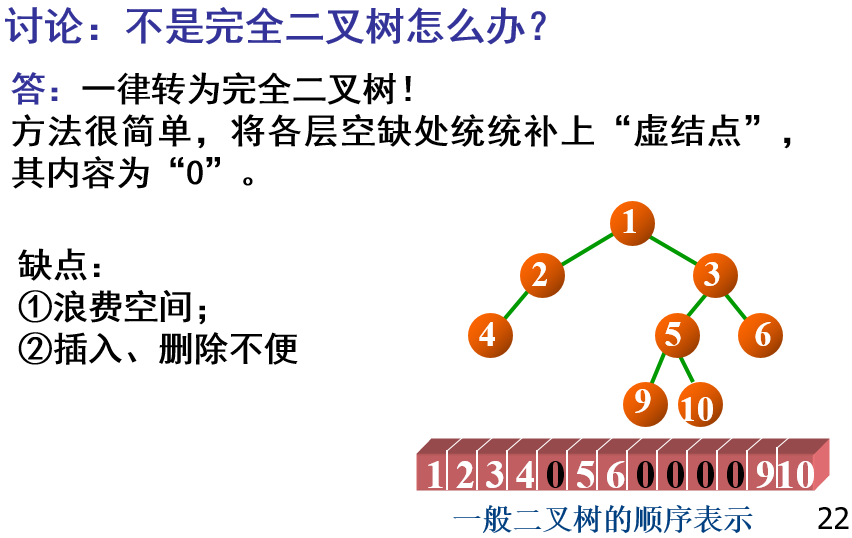 讨论：不是完全二叉树怎么办？
答：一律转为完全二叉树！
方法很简单，将各层空缺处统统补上“虚结点”，
其内容为“0”。
缺点：
①浪费空间；
②插入、删除不便
1
2 3
4 5 6
9 10
1 2 3 4 0 5 6 0 0 0 0 9 10
一般二叉树的顺序表示
22